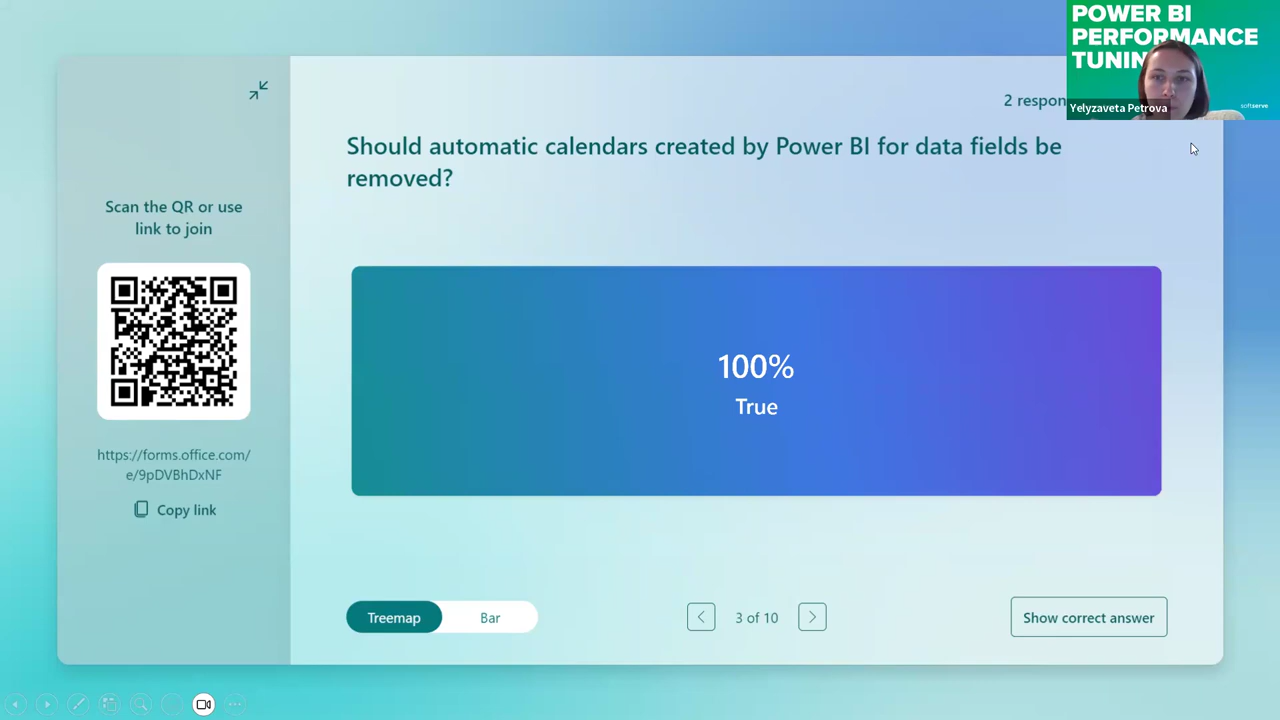 POWER BI
PERFORMANCE
Yelyzaveta Petrova
softserve
2 respon
Should automatic calendars created by Power BI for data fields be
removed?
Scan the QR or use
link to join
https://forms.office.com/
e/9pDVBhDxNF
Copy link
100%
True
Treemap
Bar
3 of 10
Show correct answer